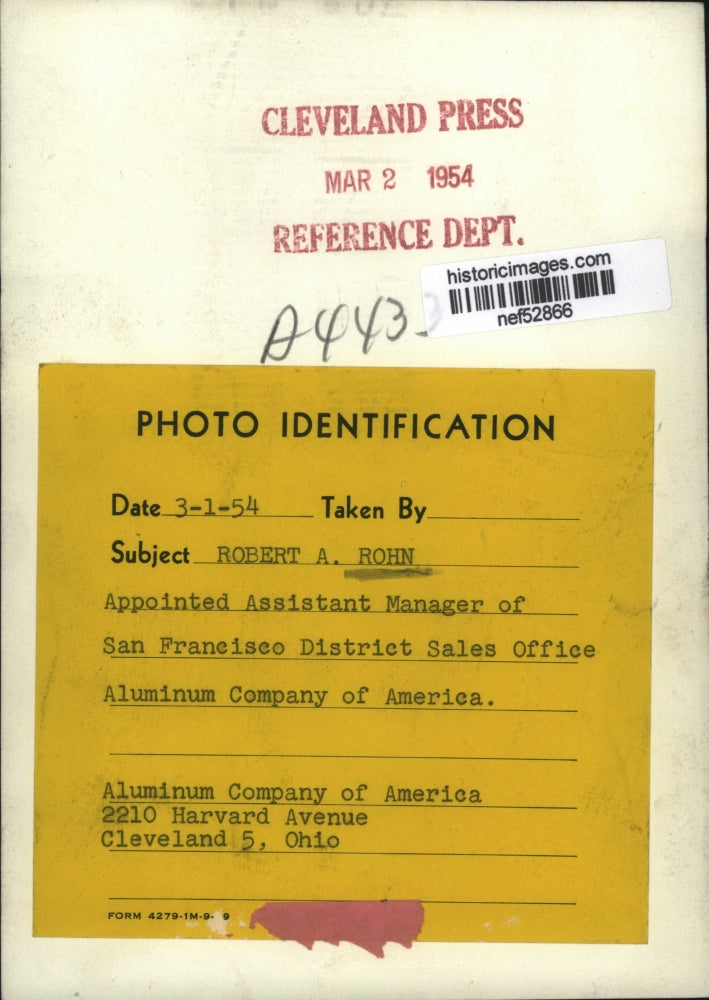 CLEVELAND PRESS
MAR 2 1954
REFERENCE DEPT.
historicimages.com
nef52866
A443
PHOTO IDENTIFICATION
Date 3-1-54 Taken By
Subject ROBERT A. ROHN
Appointed Assistant Manager of
San Francisco District Sales Office
Aluminum Company of America.
Aluminum Company of America
2210 Harvard Avenue
Cleveland 5, Ohio
FORM 4279-1M-9- 9